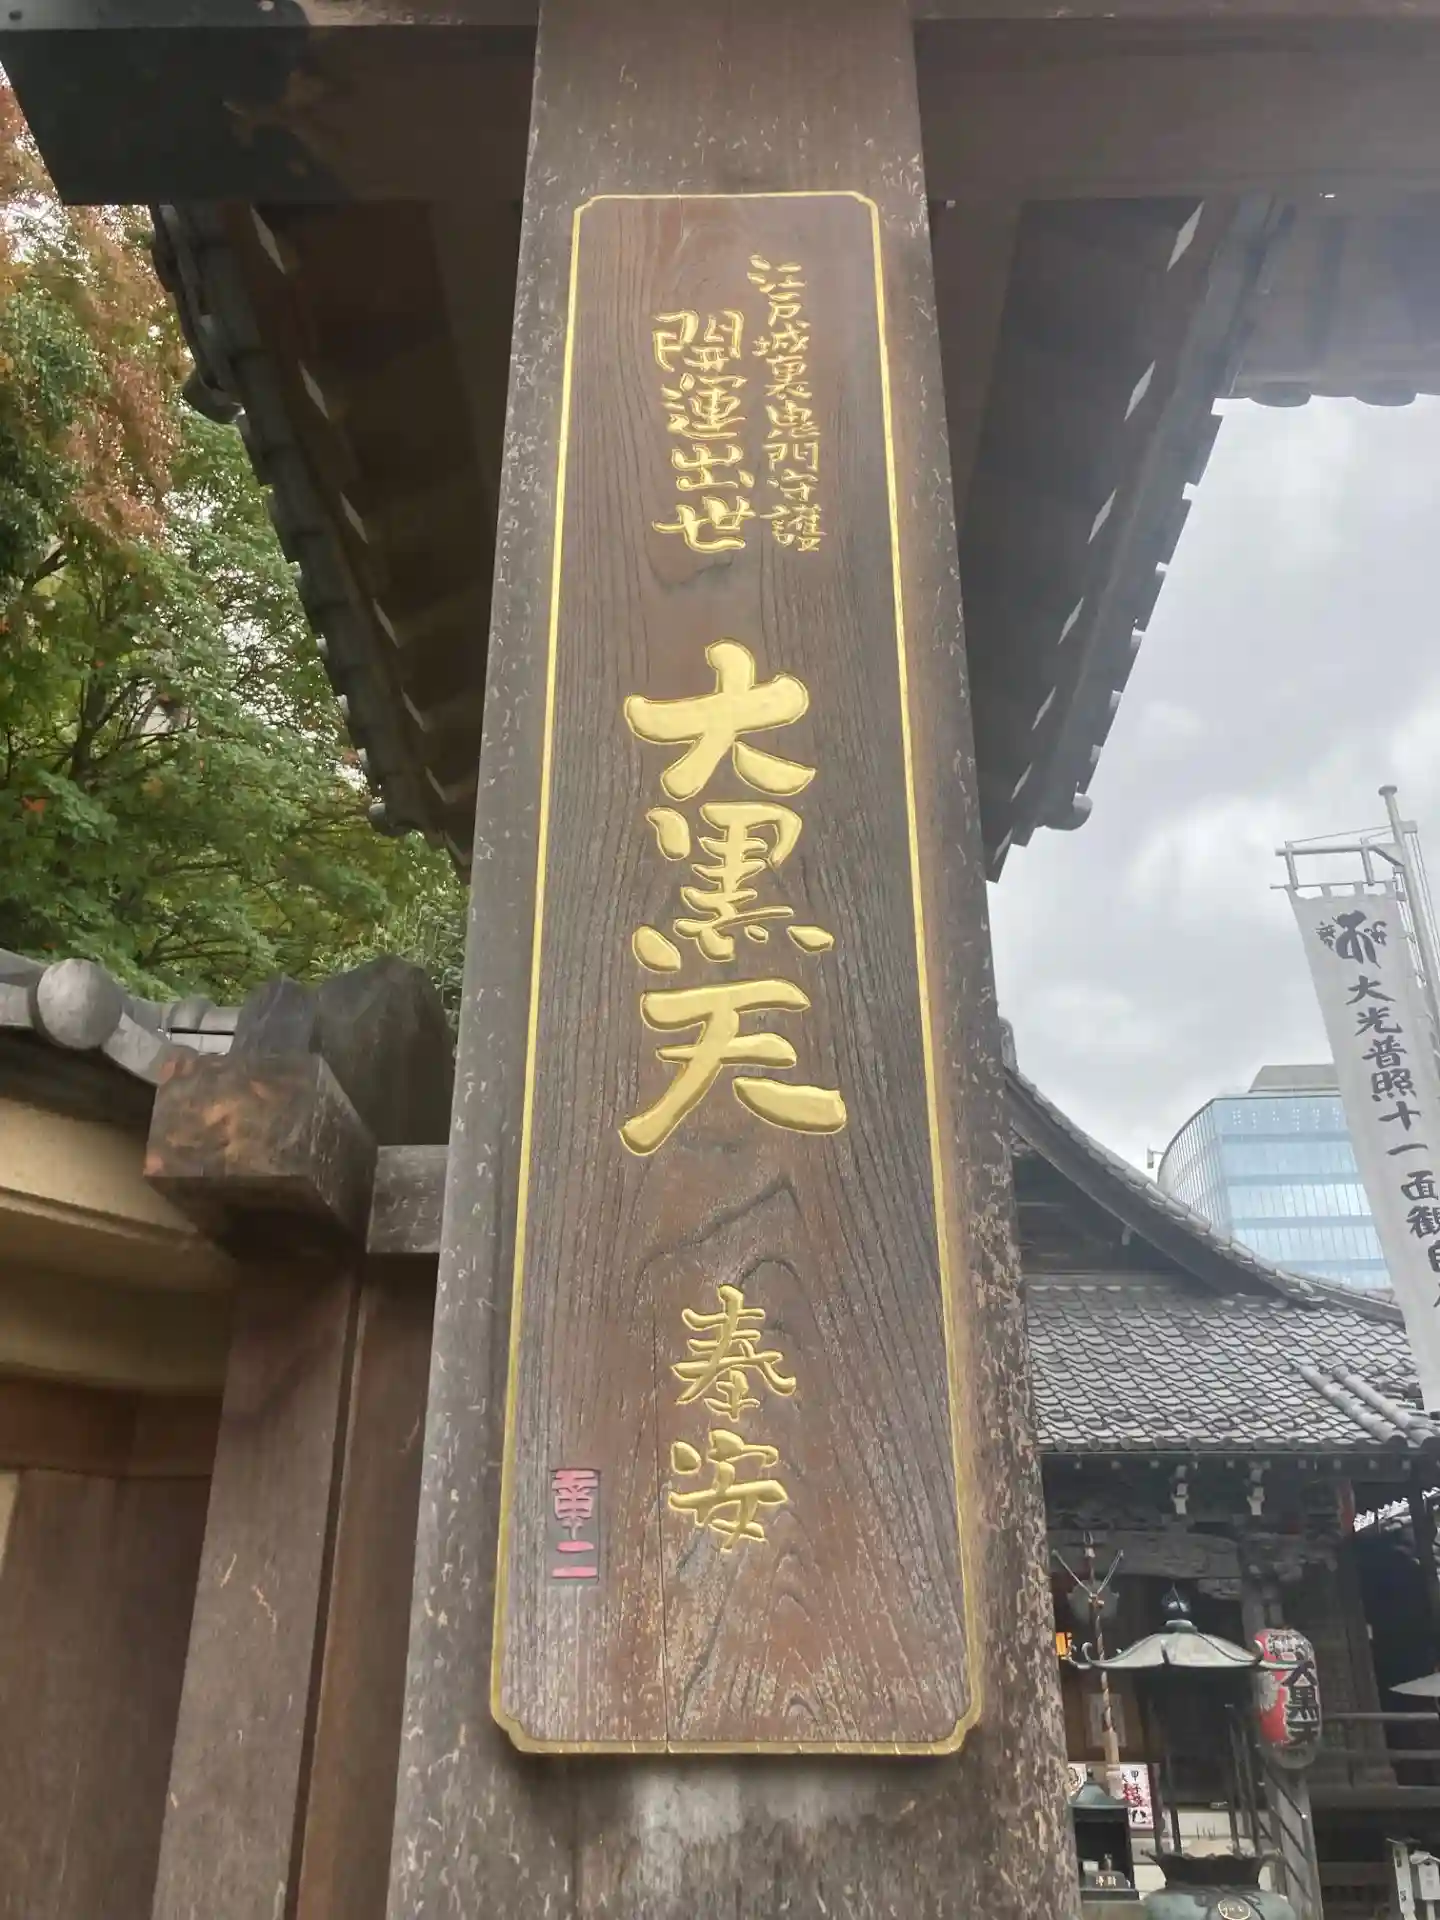 江戸城裏鬼門守護
開運出世
大黒天
奉安
大光普照十一面観自
大黒天